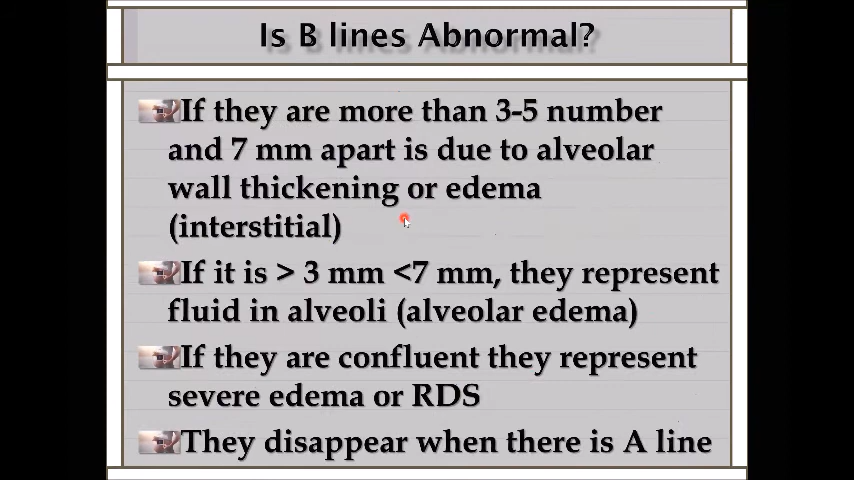 Is B lines Abnormal?
If they are more than 3-5 number
and 7 mm apart is due to alveolar
wall thickening or edema
(interstitial)
If it is > 3 mm <7 mm, they represent
fluid in alveoli (alveolar edema)
If they are confluent they represent
severe edema or RDS
They disappear when there is A line